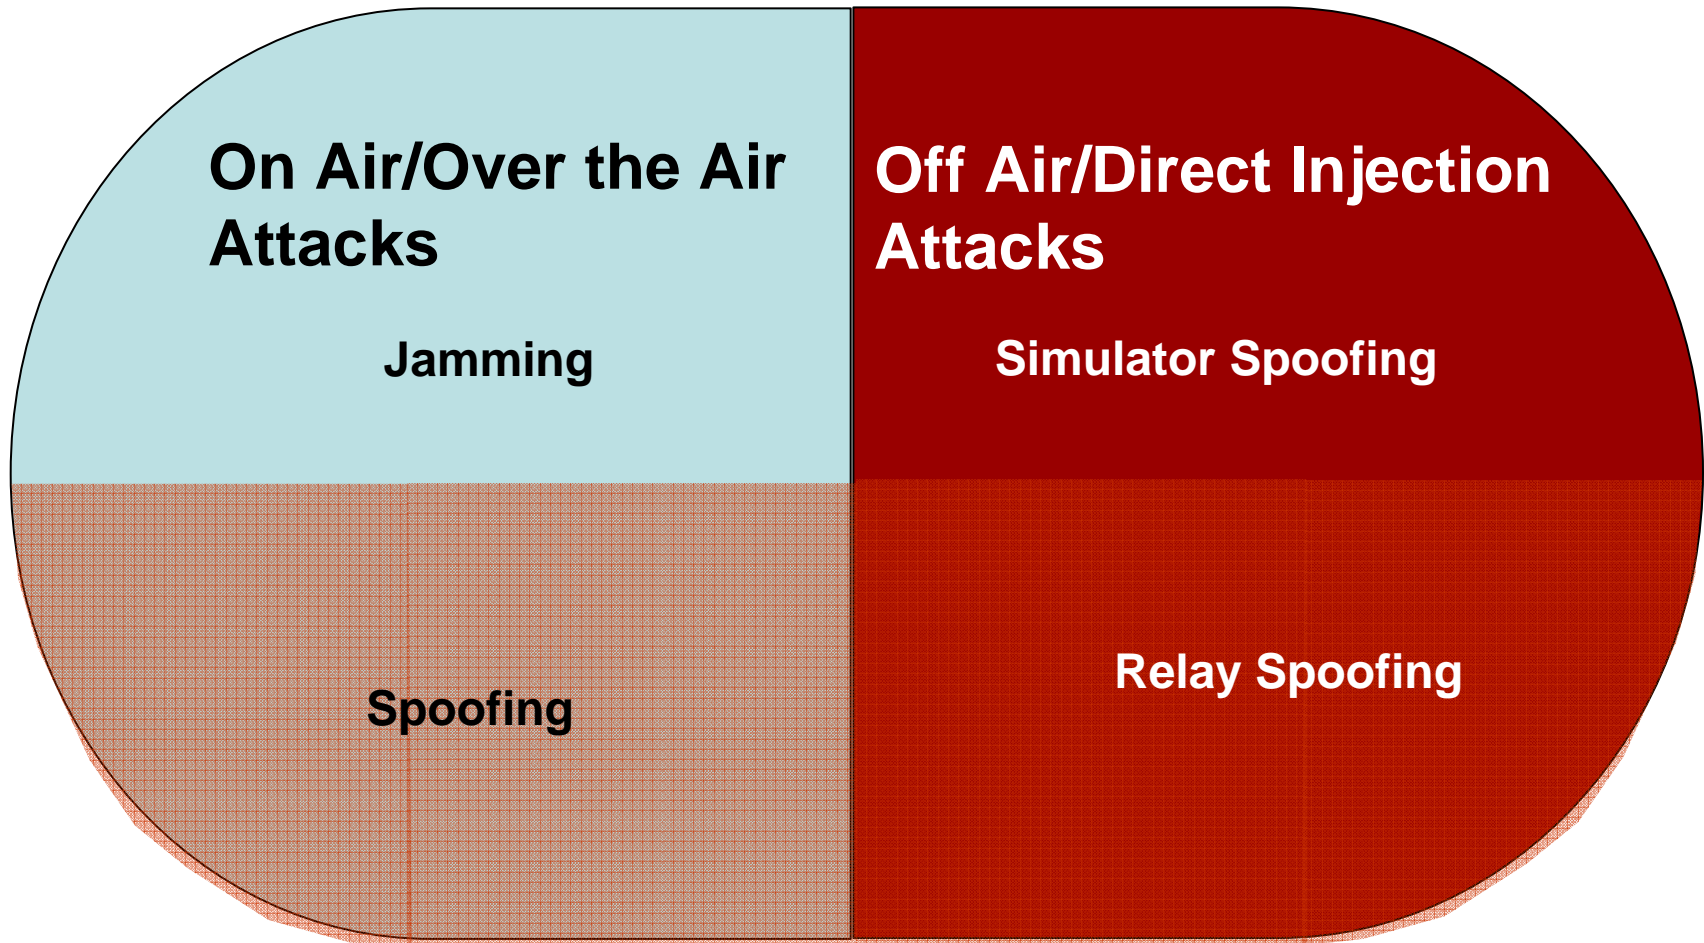 On Air/Over the Air
Attacks
Jamming
Spoofing
Off Air/Direct Injection
Attacks
Simulator Spoofing
Relay Spoofing